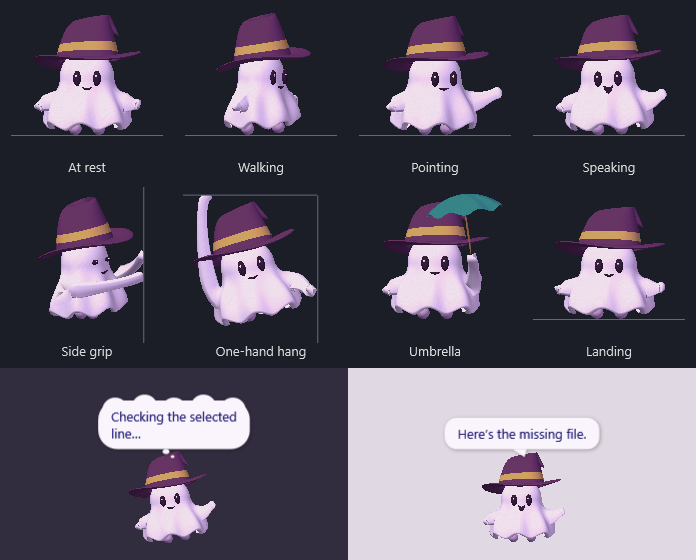 At rest
Walking
Pointing
Speaking
Side grip
One-hand hang
Umbrella
Landing
Checking the selected
line...
Here's the missing file.